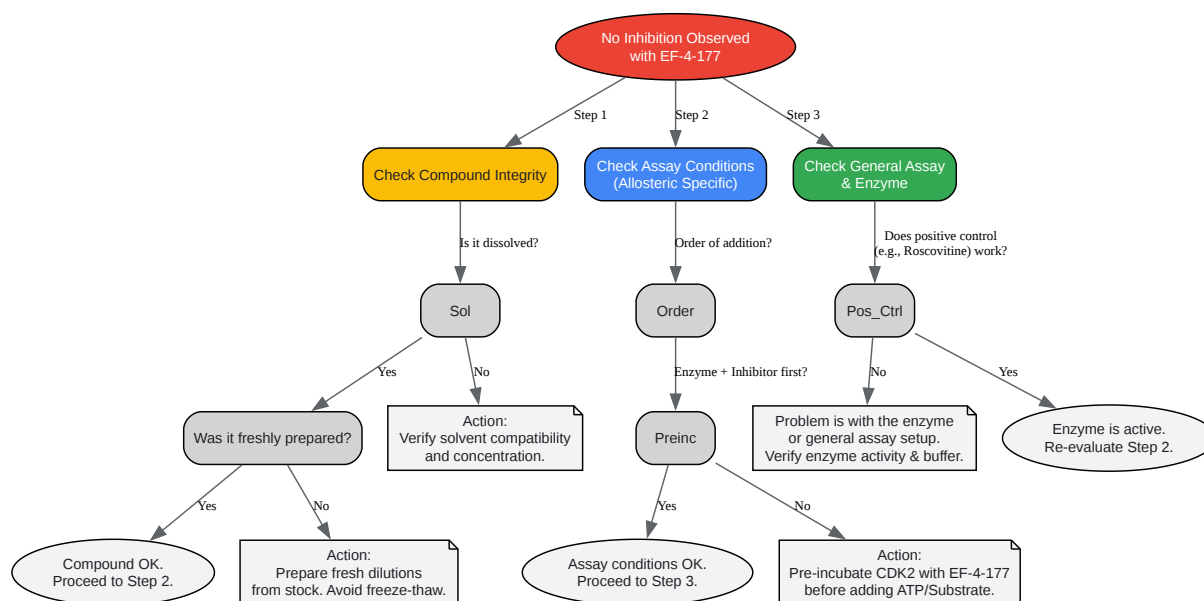 No Inhibition Observed
with EF-4-177
Step 1
Step 2
Step 3
Check Compound Integrity
Check Assay Conditions
(Allosteric Specific)
Check General Assay
& Enzyme
Is it dissolved?
Order of addition?
Does positive control
(e.g., Roscovitine) work?
Sol
Order
Pos_Ctrl
Yes
No
Enzyme + Inhibitor first?
No
Yes
Was it freshly prepared?
Action:
Verify solvent compatibility
and concentration.
Preinc
Problem is with the enzyme
or general assay setup.
Verify enzyme activity & buffer.
Enzyme is active.
Re-evaluate Step 2.
Yes
No
Yes
No
Compound OK.
Proceed to Step 2.
Action:
Prepare fresh dilutions
from stock. Avoid freeze-thaw.
Assay conditions OK.
Proceed to Step 3.
Action:
Pre-incubate CDK2 with EF-4-177
before adding ATP/Substrate.